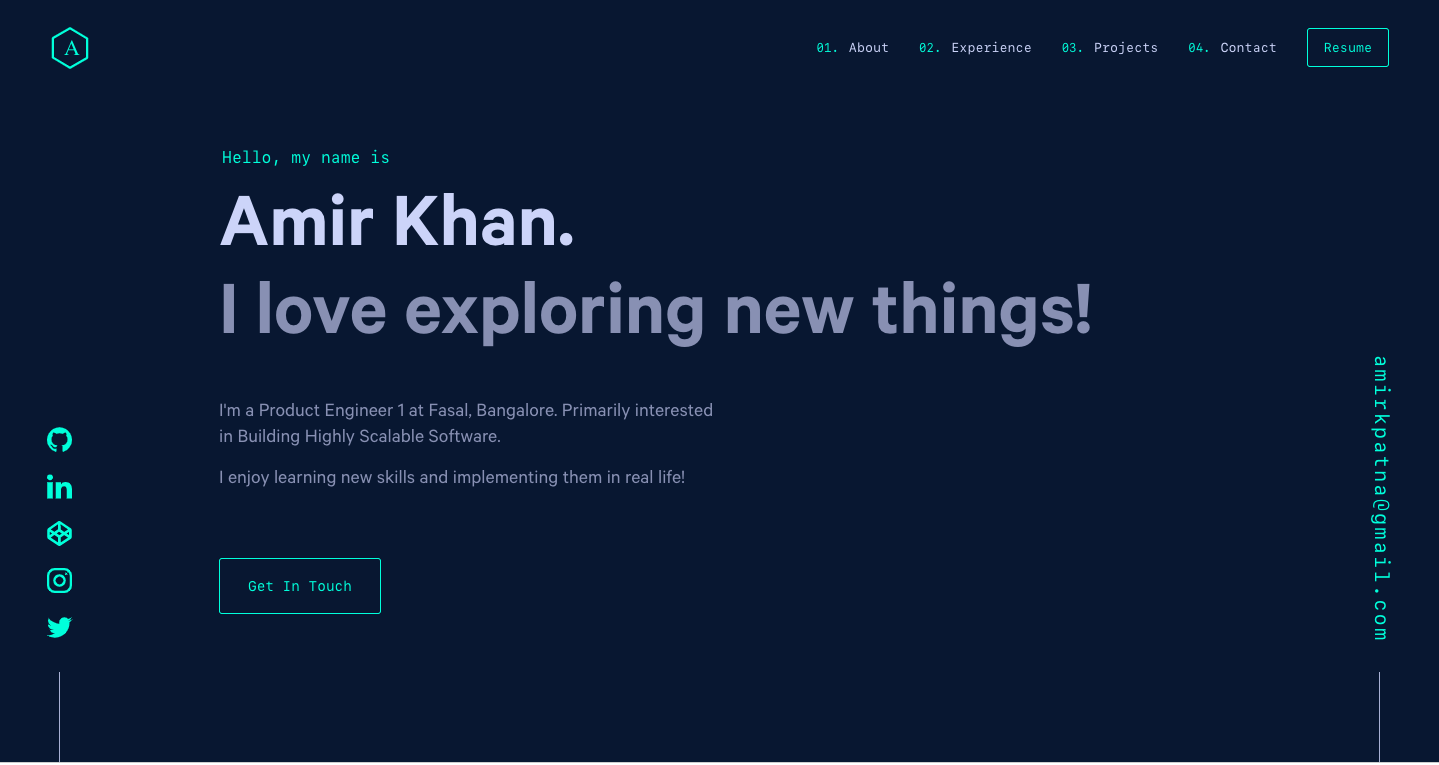 A
01. About 02. Experience 03. Projects 04. Contact Resume
Hello, my name is
Amir Khan.
I love exploring new things!
I'm a Product Engineer 1 at Fasal, Bangalore. Primarily interested
in Building Highly Scalable Software.
I enjoy learning new skills and implementing them in real life!
Get In Touch
amirkpatna@gmail.com